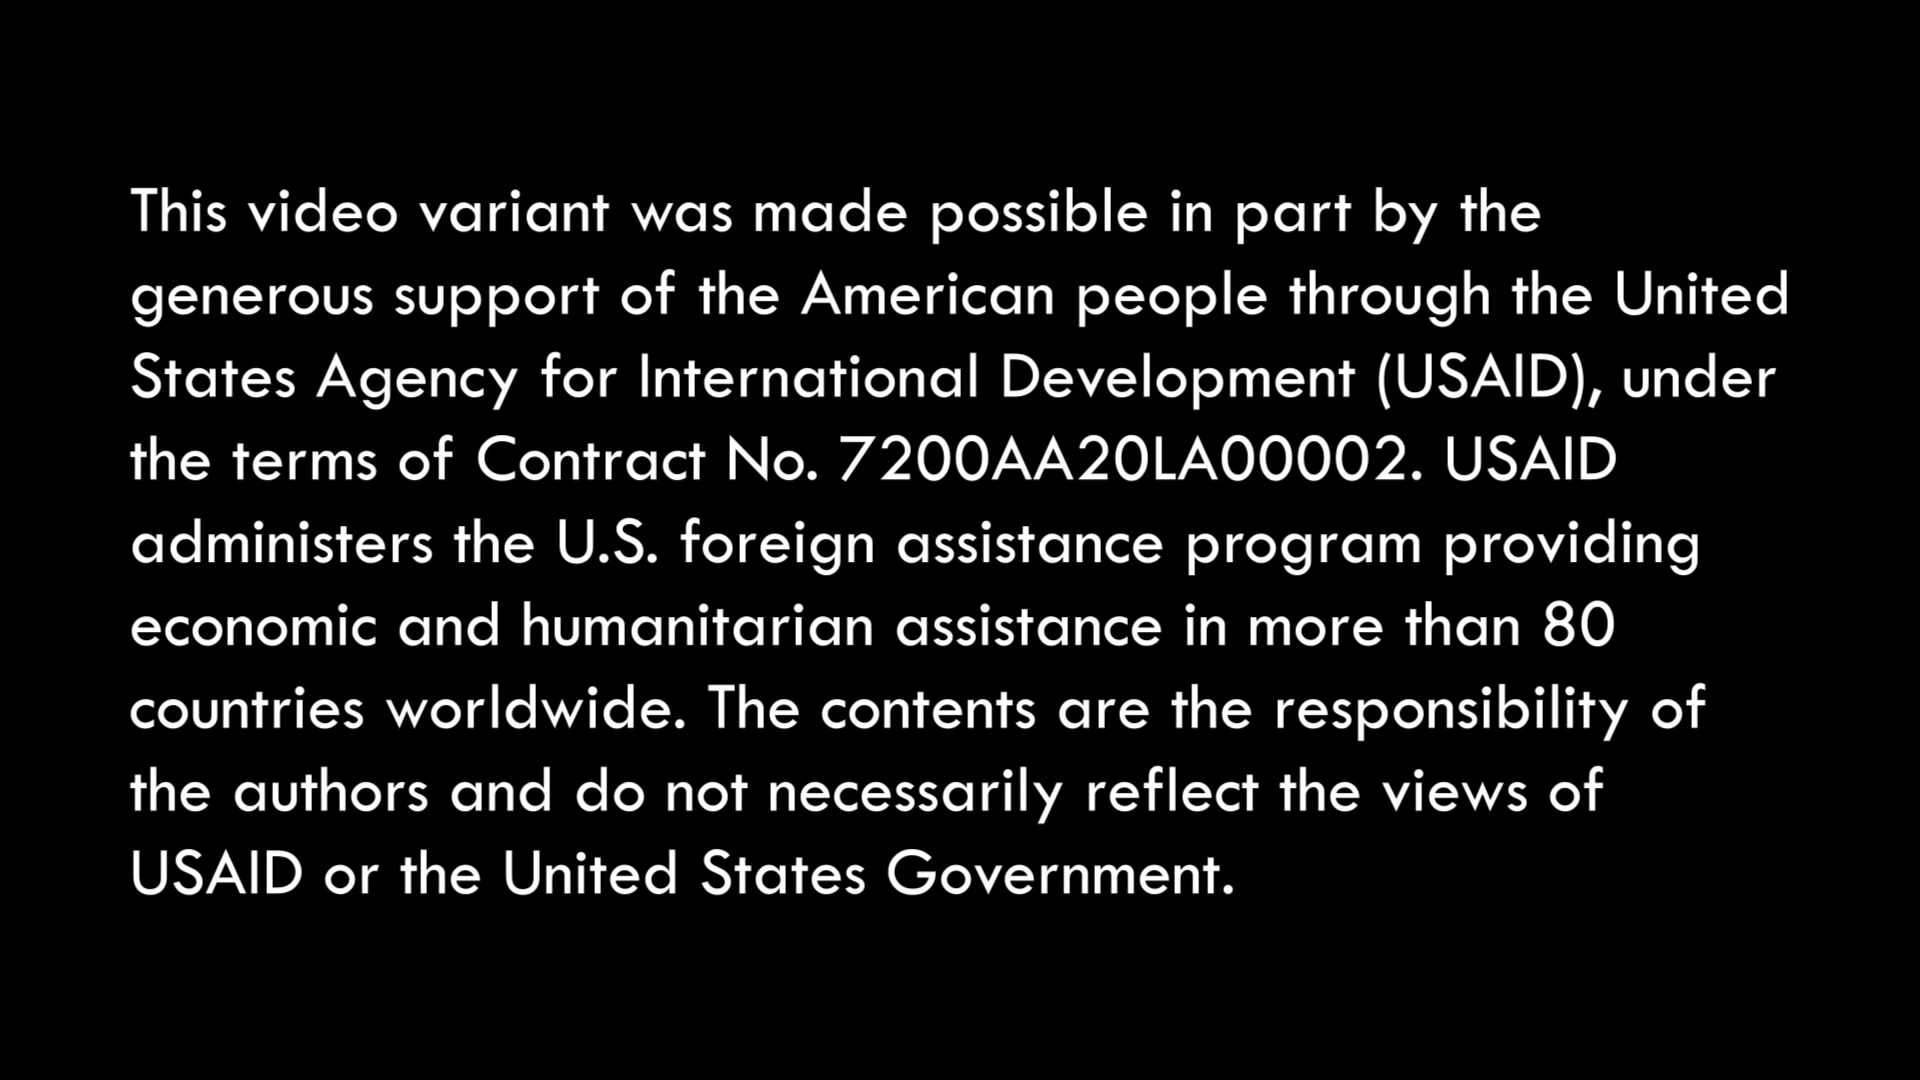 This video variant was made possible in part by the
generous support of the American people through the United
States Agency for International Development (USAID), under
the terms of Contract No. 7200AA20LA00002. USAID
administers the U.S. foreign assistance program providing
economic and humanitarian assistance in more than 80
countries worldwide. The contents are the responsibility of
the authors and do not necessarily reflect the views of
USAID or the United States Government.